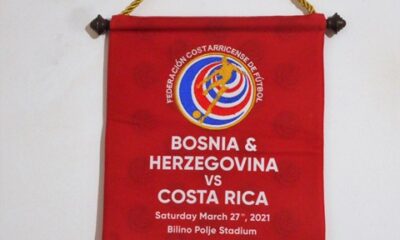 FEDERACIÓN COSTARRICENSE DE FÚTBOL
BOSNIA &
HERZEGOVINA
VS
COSTA RICA
Saturday March 27th, 2021
Bilino Polje Stadium